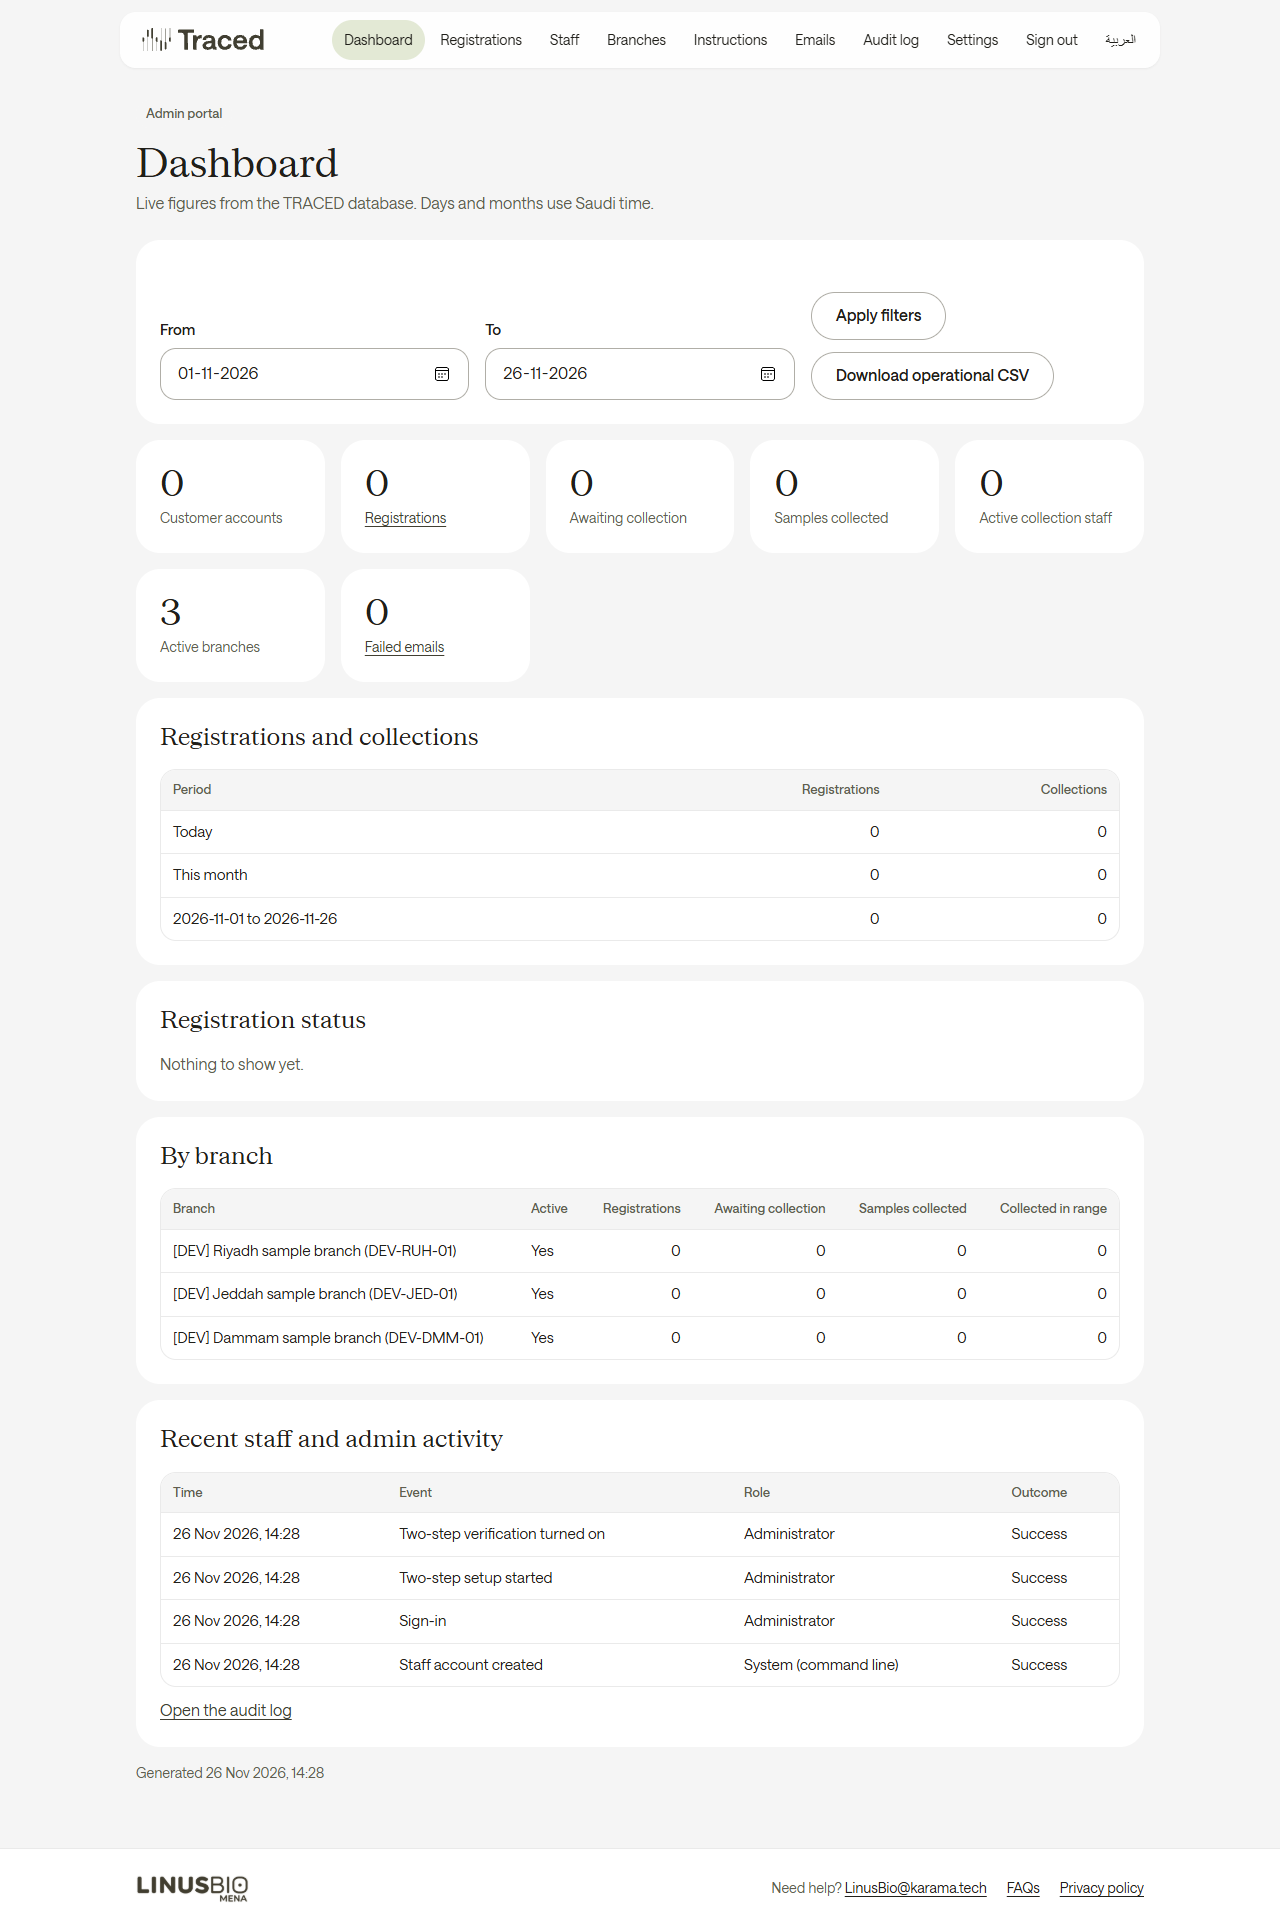 Traced
Dashboard Registrations Staff Branches Instructions Emails Audit log Settings Sign out العربية
Admin portal
Dashboard
Live figures from the TRACED database. Days and months use Saudi time.
From To
01-11-2026 26-11-2026
Apply filters
Download operational CSV
0 0 0 0 0
Customer accounts Registrations Awaiting collection Samples collected Active collection staff
3 0
Active branches Failed emails
Registrations and collections
Period Registrations Collections
Today 0 0
This month 0 0
2026-11-01 to 2026-11-26 0 0
Registration status
Nothing to show yet.
By branch
Branch Active Registrations Awaiting collection Samples collected Collected in range
[DEV] Riyadh sample branch (DEV-RUH-01) Yes 0 0 0 0
[DEV] Jeddah sample branch (DEV-JED-01) Yes 0 0 0 0
[DEV] Dammam sample branch (DEV-DMM-01) Yes 0 0 0 0
Recent staff and admin activity
Time Event Role Outcome
26 Nov 2026, 14:28 Two-step verification turned on Administrator Success
26 Nov 2026, 14:28 Two-step setup started Administrator Success
26 Nov 2026, 14:28 Sign-in Administrator Success
26 Nov 2026, 14:28 Staff account created System (command line) Success
Open the audit log
Generated 26 Nov 2026, 14:28
LINUSBIO
MENA
Need help? LinusBio@karama.tech FAQs Privacy policy